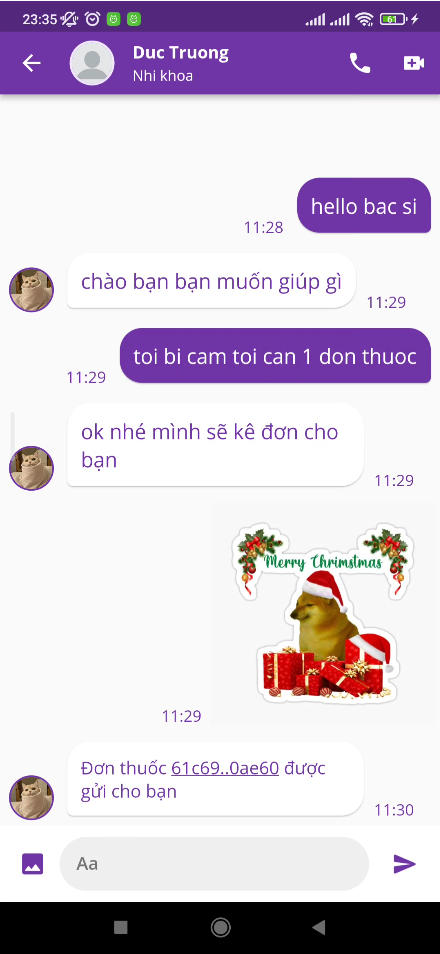 23:35
61
Duc Truong
Nhi khoa
hello bac si
11:28
chào bạn bạn muốn giúp gì
11:29
toi bi cam toi can 1 don thuoc
11:29
ok nhé mình sẽ kê đơn cho
bạn
11:29
Merry Chrimstmas
11:29
Đơn thuốc 61c69..0ae60 được
gửi cho bạn
11:30
Aa